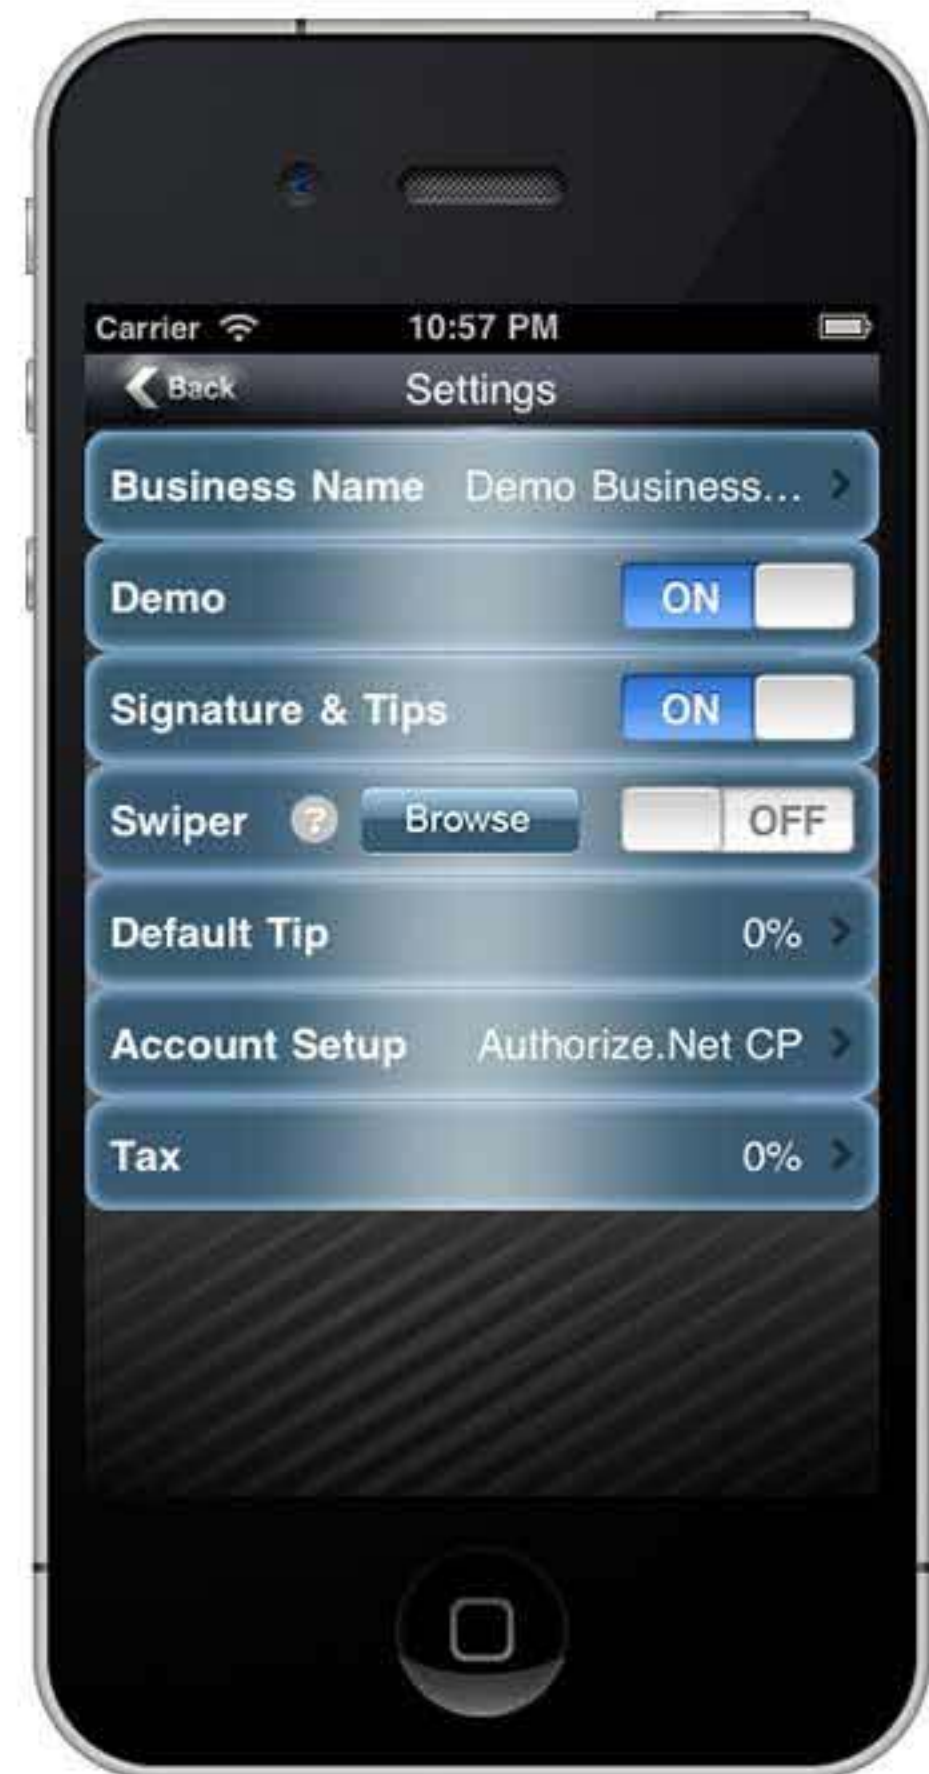 Carrier 10:57 PM
Back Settings
Business Name Demo Business...
Demo ON
Signature & Tips ON
Swiper ? Browse OFF
Default Tip 0%
Account Setup Authorize.Net CP
Tax 0%